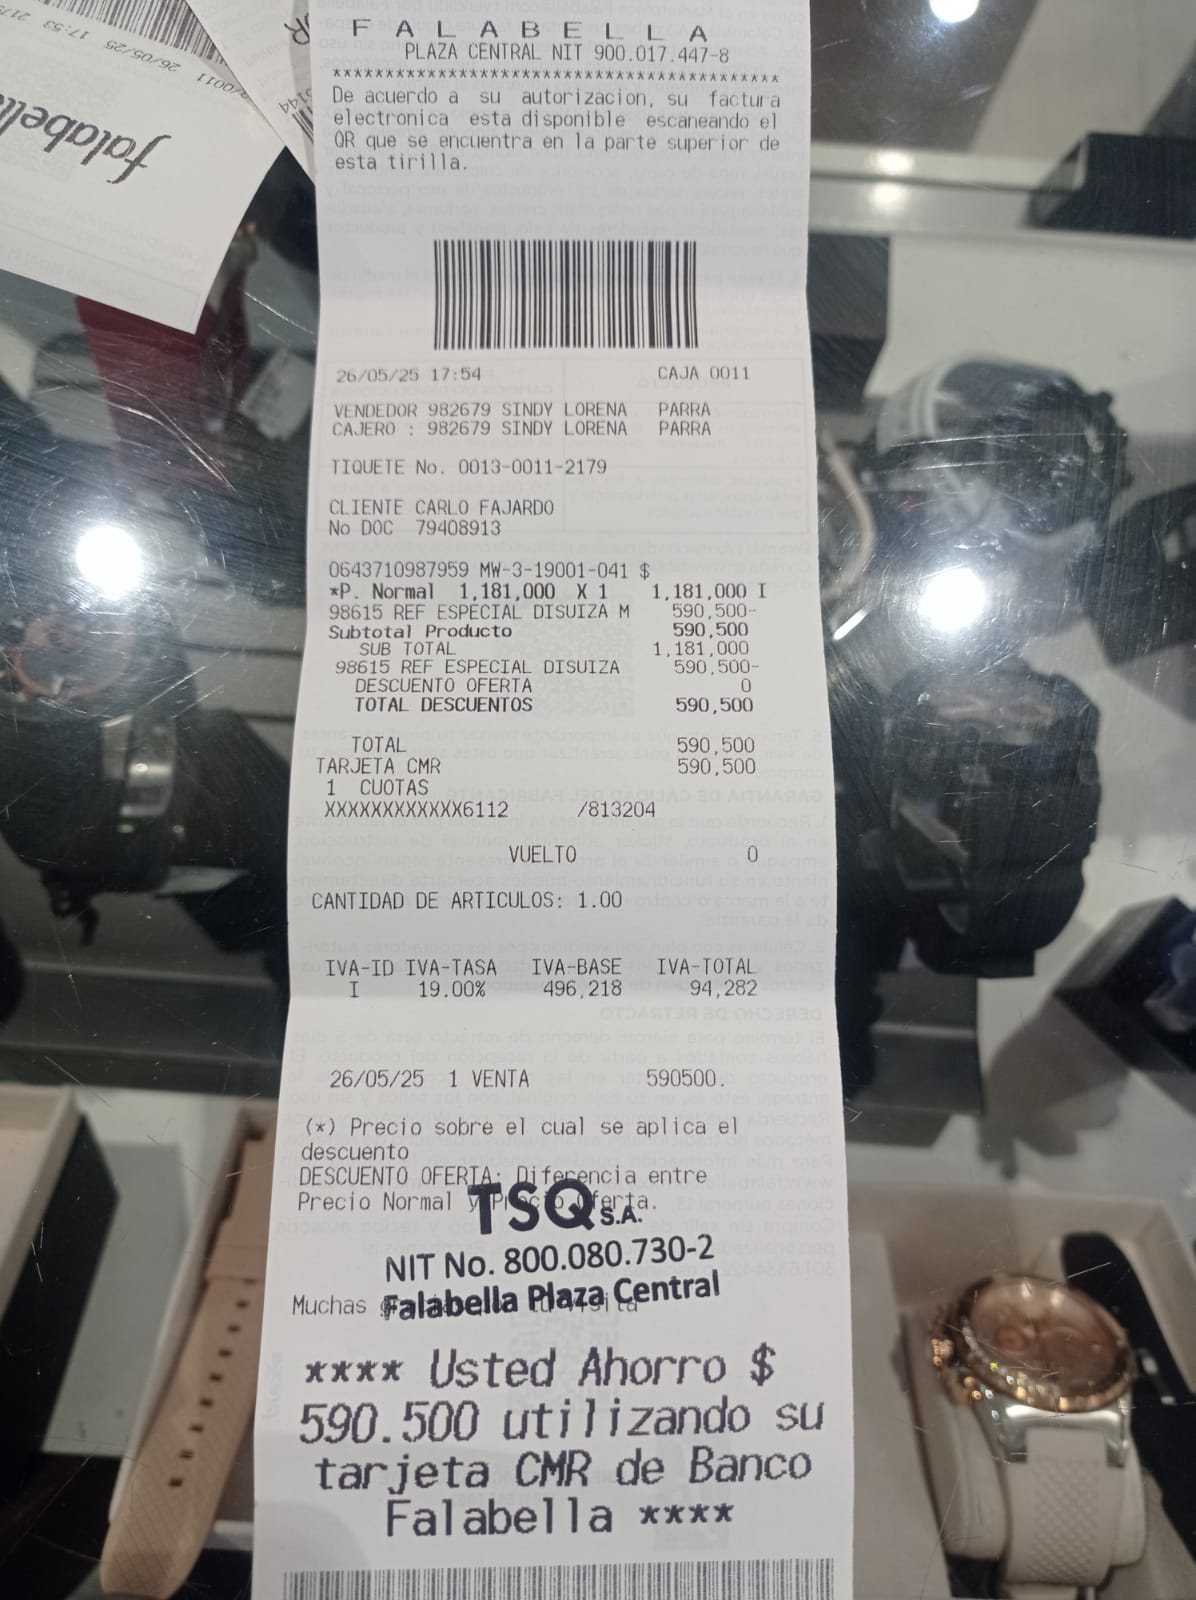 FALABELLA
PLAZA CENTRAL NIT 900.017.447-8
*******************************************
De acuerdo a su autorizacion, su factura
electronica esta disponible escaneando el
QR que se encuentra en la parte superior de
esta tirilla.
26/05/25 17:54 CAJA 0011
VENDEDOR 982679 SINDY LORENA PARRA
CAJERO : 982679 SINDY LORENA PARRA
TIQUETE No. 0013-0011-2179
CLIENTE CARLO FAJARDO
No DOC 79408913
0643710987959 MW-3-19001-041 $
*P. Normal 1,181,000 X 1 1,181,000 I
98615 REF ESPECIAL DISUIZA M 590,500-
Subtotal Producto 590,500
SUB TOTAL 1,181,000
98615 REF ESPECIAL DISUIZA 590,500-
DESCUENTO OFERTA 0
TOTAL DESCUENTOS 590,500
TOTAL 590,500
TARJETA CMR 590,500
1 CUOTAS
XXXXXXXXXXXX6112 /813204
VUELTO 0
CANTIDAD DE ARTICULOS: 1.00
IVA-ID IVA-TASA IVA-BASE IVA-TOTAL
I 19.00% 496,218 94,282
26/05/25 1 VENTA 590500.
(*) Precio sobre el cual se aplica el
descuento
DESCUENTO OFERTA: Diferencia entre
Precio Normal y Precio Oferta.
TSQ S.A.
NIT No. 800.080.730-2
Falabella Plaza Central
Muchas visita
**** Usted Ahorro $
590.500 utilizando su
tarjeta CMR de Banco
Falabella ****
falabella
26/05/25 17:53